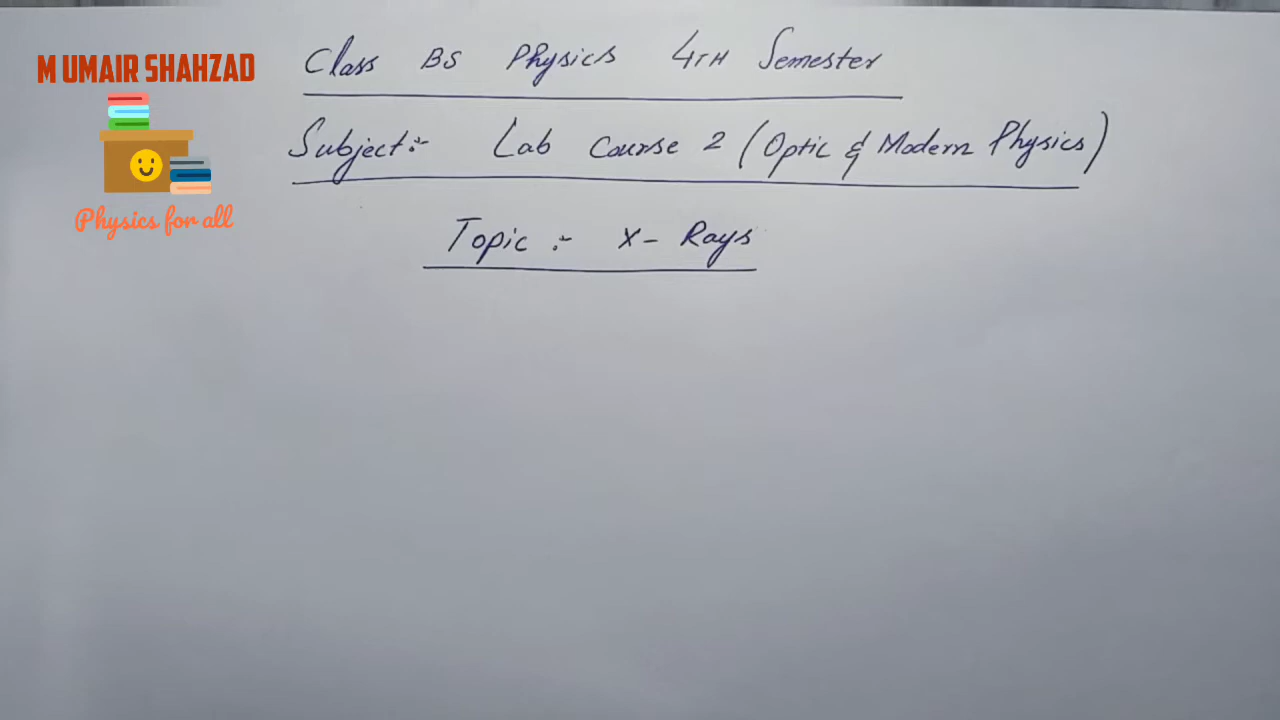 M UMAIR SHAHZAD
Physics for all
Class BS Physics 4TH Semester
Subject:- Lab Course 2 (Optic & Modern Physics)
Topic :- X- Rays